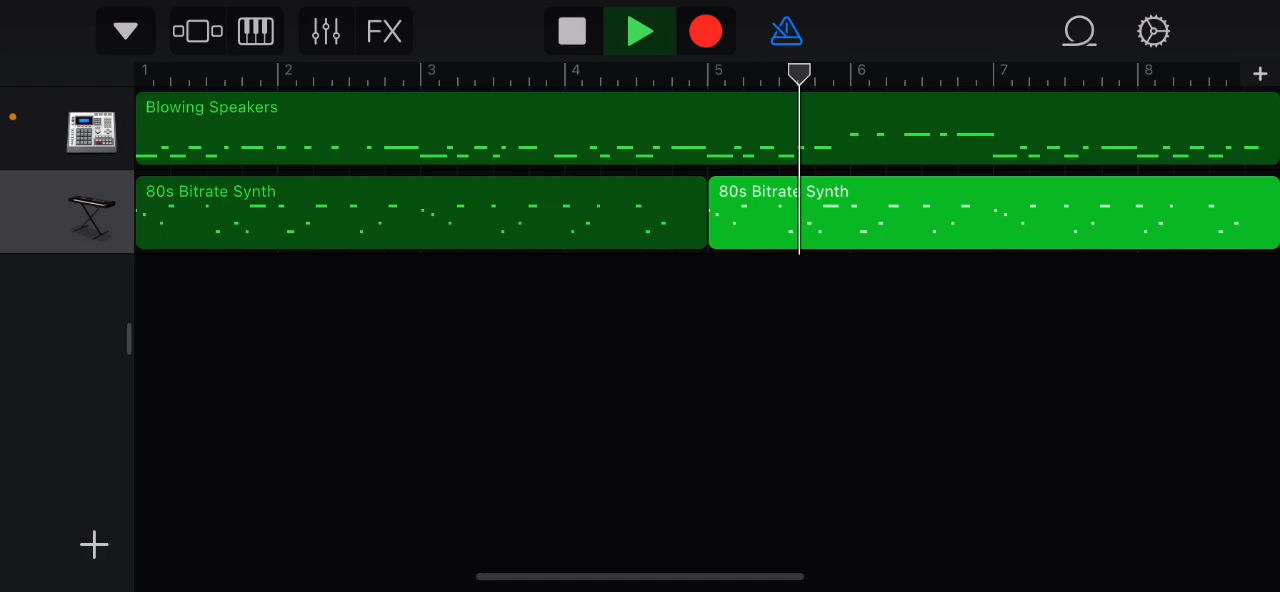 FX
1 2 3 4 5 6 7 8
Blowing Speakers
80s Bitrate Synth 80s Bitrate Synth